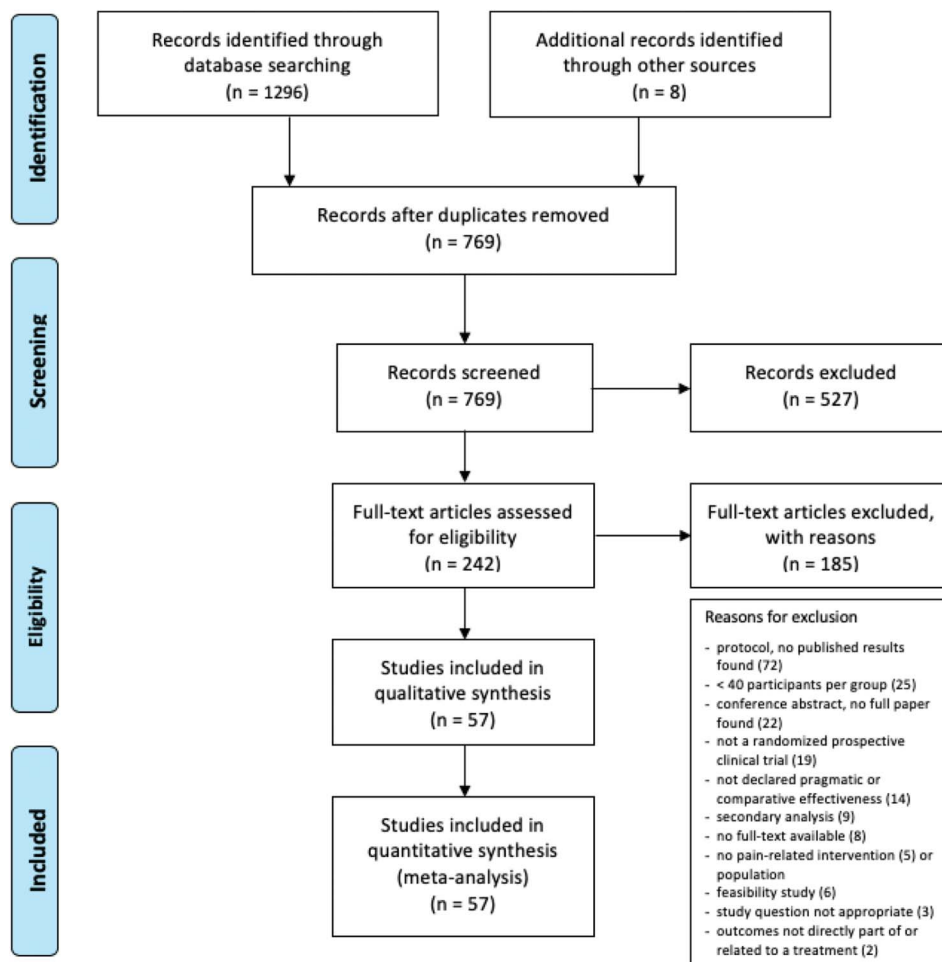 Identification
Records identified through
database searching
(n = 1296)
Additional records identified
through other sources
(n = 8)
Records after duplicates removed
(n = 769)
Screening
Records screened
(n = 769)
Records excluded
(n = 527)
Eligibility
Full-text articles assessed
for eligibility
(n = 242)
Full-text articles excluded,
with reasons
(n = 185)
Reasons for exclusion
- protocol, no published results
found (72)
- < 40 participants per group (25)
- conference abstract, no full paper
found (22)
- not a randomized prospective
clinical trial (19)
- not declared pragmatic or
comparative effectiveness (14)
- secondary analysis (9)
- no full-text available (8)
- no pain-related intervention (5) or
population
- feasibility study (6)
- study question not appropriate (3)
- outcomes not directly part of or
related to a treatment (2)
Studies included in
qualitative synthesis
(n = 57)
Included
Studies included in
quantitative synthesis
(meta-analysis)
(n = 57)